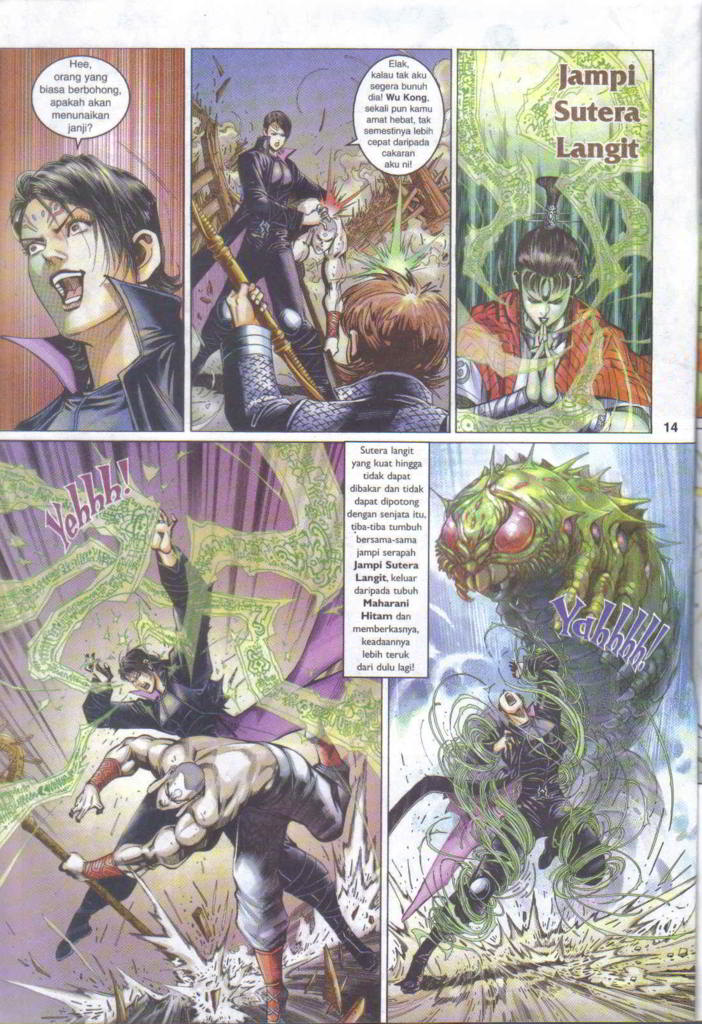 Hee,
orang yang
biasa berbohong,
apakah akan
menunaikan
janji?
Elak,
kalau tak aku
segera bunuh
dia! Wu Kong,
sekali pun kamu
amat hebat, tak
semestinya lebih
cepat daripada
cakaran
aku ni!
Jampi
Sutera
Langit
14
Yehhh!
Sutera langit
yang kuat hingga
tidak dapat
dibakar dan tidak
dapat dipotong
dengan senjata itu,
tiba-tiba tumbuh
bersama-sama
jampi serapah
Jampi Sutera
Langit, keluar
daripada tubuh
Maharani
Hitam dan
memberkasnya,
keadaannya
lebih teruk
dari dulu lagi!
Yahhhh!